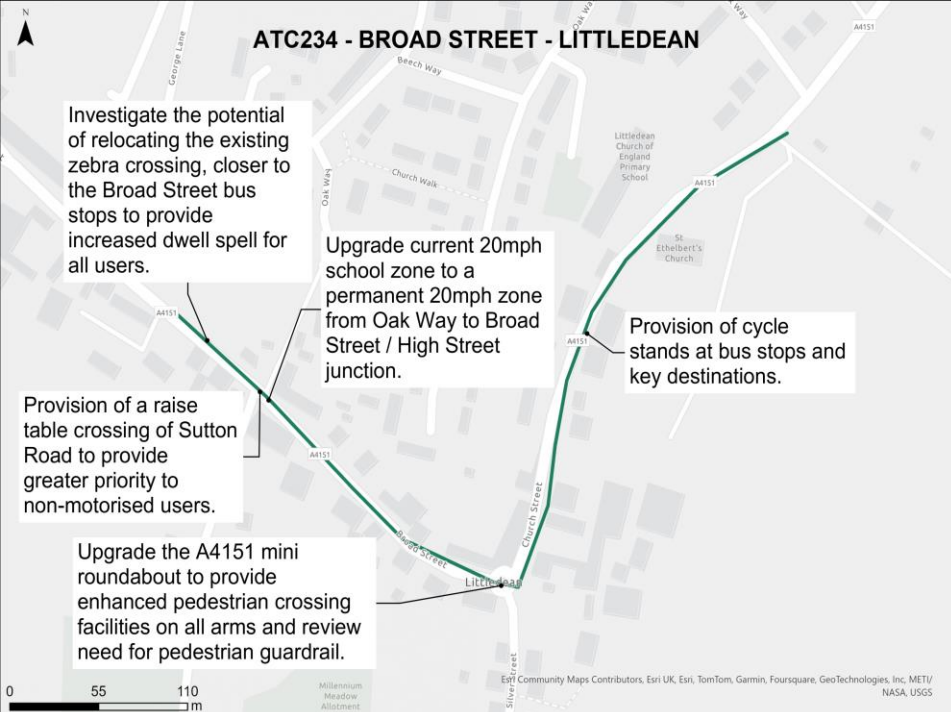 N
ATC234 - BROAD STREET - LITTLEDEAN
A4151
George Lane
Beech Way
Oak Wa
Way
Investigate the potential
of relocating the existing
zebra crossing, closer to
the Broad Street bus
stops to provide
increased dwell spell for
all users.
Church Walk
Oak Way
Littledean
Church of
England
Primary
School
A4151
St
Ethelbert's
Church
Upgrade current 20mph
school zone to a
permanent 20mph zone
from Oak Way to Broad
Street / High Street
junction.
A4151
A4151
Provision of cycle
stands at bus stops and
key destinations.
Provision of a raise
table crossing of Sutton
Road to provide
greater priority to
non-motorised users.
A4151
Church Street
Broad Street
Littledean
Upgrade the A4151 mini
roundabout to provide
enhanced pedestrian crossing
facilities on all arms and review
need for pedestrian guardrail.
Silver Street
Millennium
Meadow
Allotment
0 55 110
m
Esri Community Maps Contributors, Esri UK, Esri, TomTom, Garmin, Foursquare, GeoTechnologies, Inc, METI/
NASA, USGS